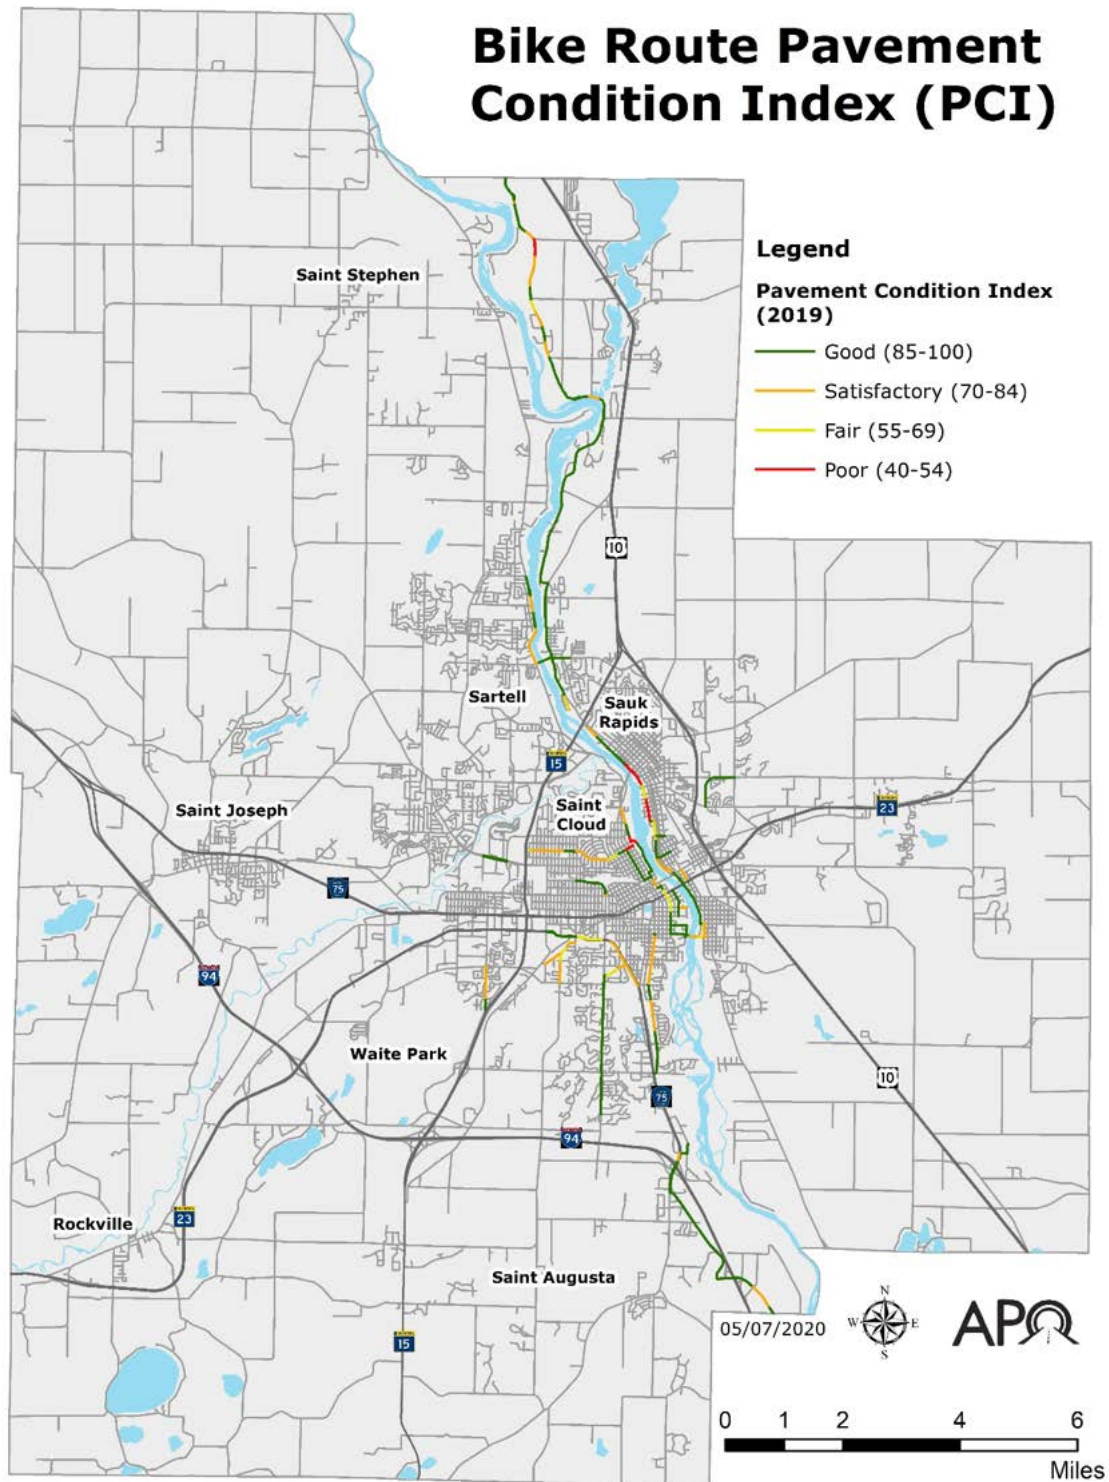 Bike Route Pavement
Condition Index (PCI)
Legend
Pavement Condition Index
(2019)
Good (85-100)
Satisfactory (70-84)
Fair (55-69)
Poor (40-54)
Saint Stephen
10
Sartell
Sauk
Rapids
15
Saint
Cloud
23
Saint Joseph
75
94
Waite Park
10
75
94
Rockville
23
Saint Augusta
15
05/07/2020
N
W
E
S
APO
0 1 2 4 6
Miles